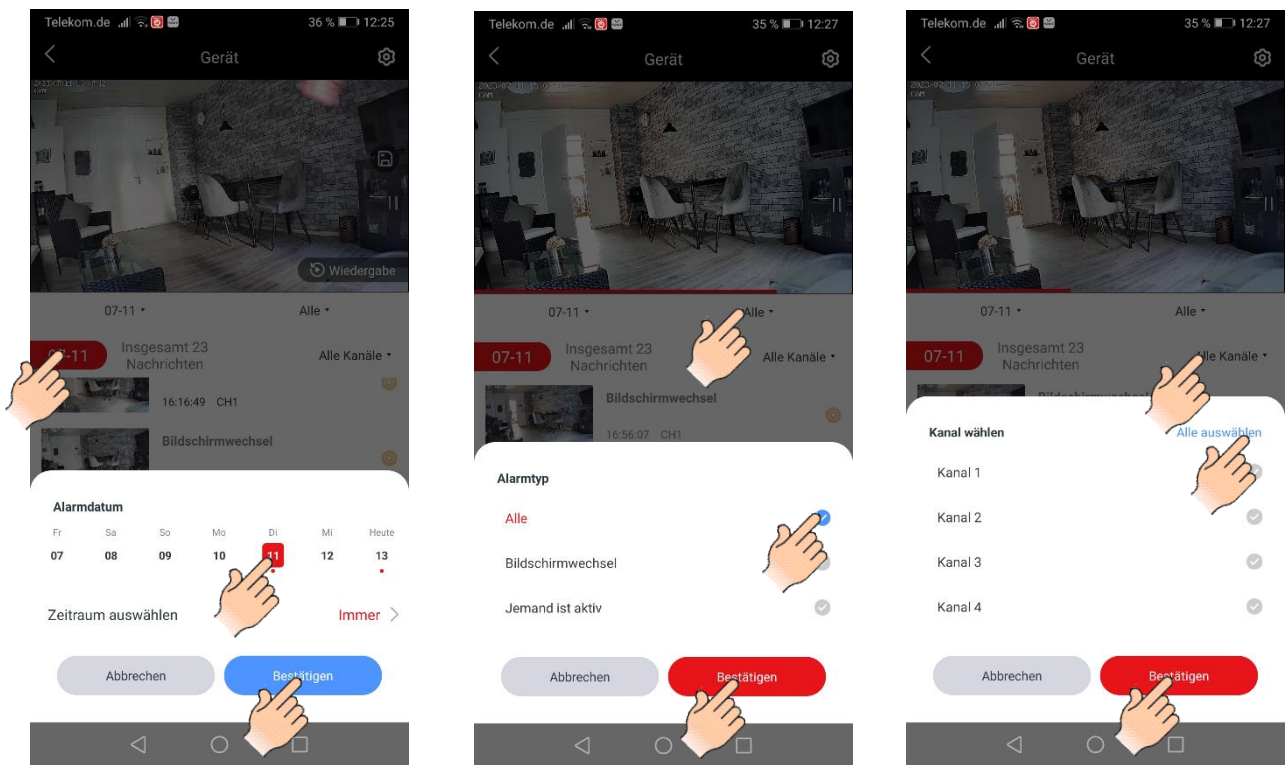 Telekom.de 36 % 12:25
Gerät
Wiedergabe
07-11 Alle
07-11 Insgesamt 23 Nachrichten Alle Kanäle
16:16:49 CH1
Bildschirmwechsel
Alarmdatum
Fr Sa So Mo Di Mi Heute
07 08 09 10 11 12 13
Zeitraum auswählen Immer
Abbrechen Bestätigen
Telekom.de 35 % 12:27
Gerät
CAM
07-11 Alle
07-11 Insgesamt 23 Nachrichten Alle Kanäle
Bildschirmwechsel
16:56:07 CH1
Alarmtyp
Alle
Bildschirmwechsel
Jemand ist aktiv
Abbrechen Bestätigen
Telekom.de 35 % 12:27
Gerät
CAM
07-11 Alle
07-11 Insgesamt 23 Nachrichten Alle Kanäle
Bildschirmwechsel
Kanal wählen Alle auswählen
Kanal 1
Kanal 2
Kanal 3
Kanal 4
Abbrechen Bestätigen